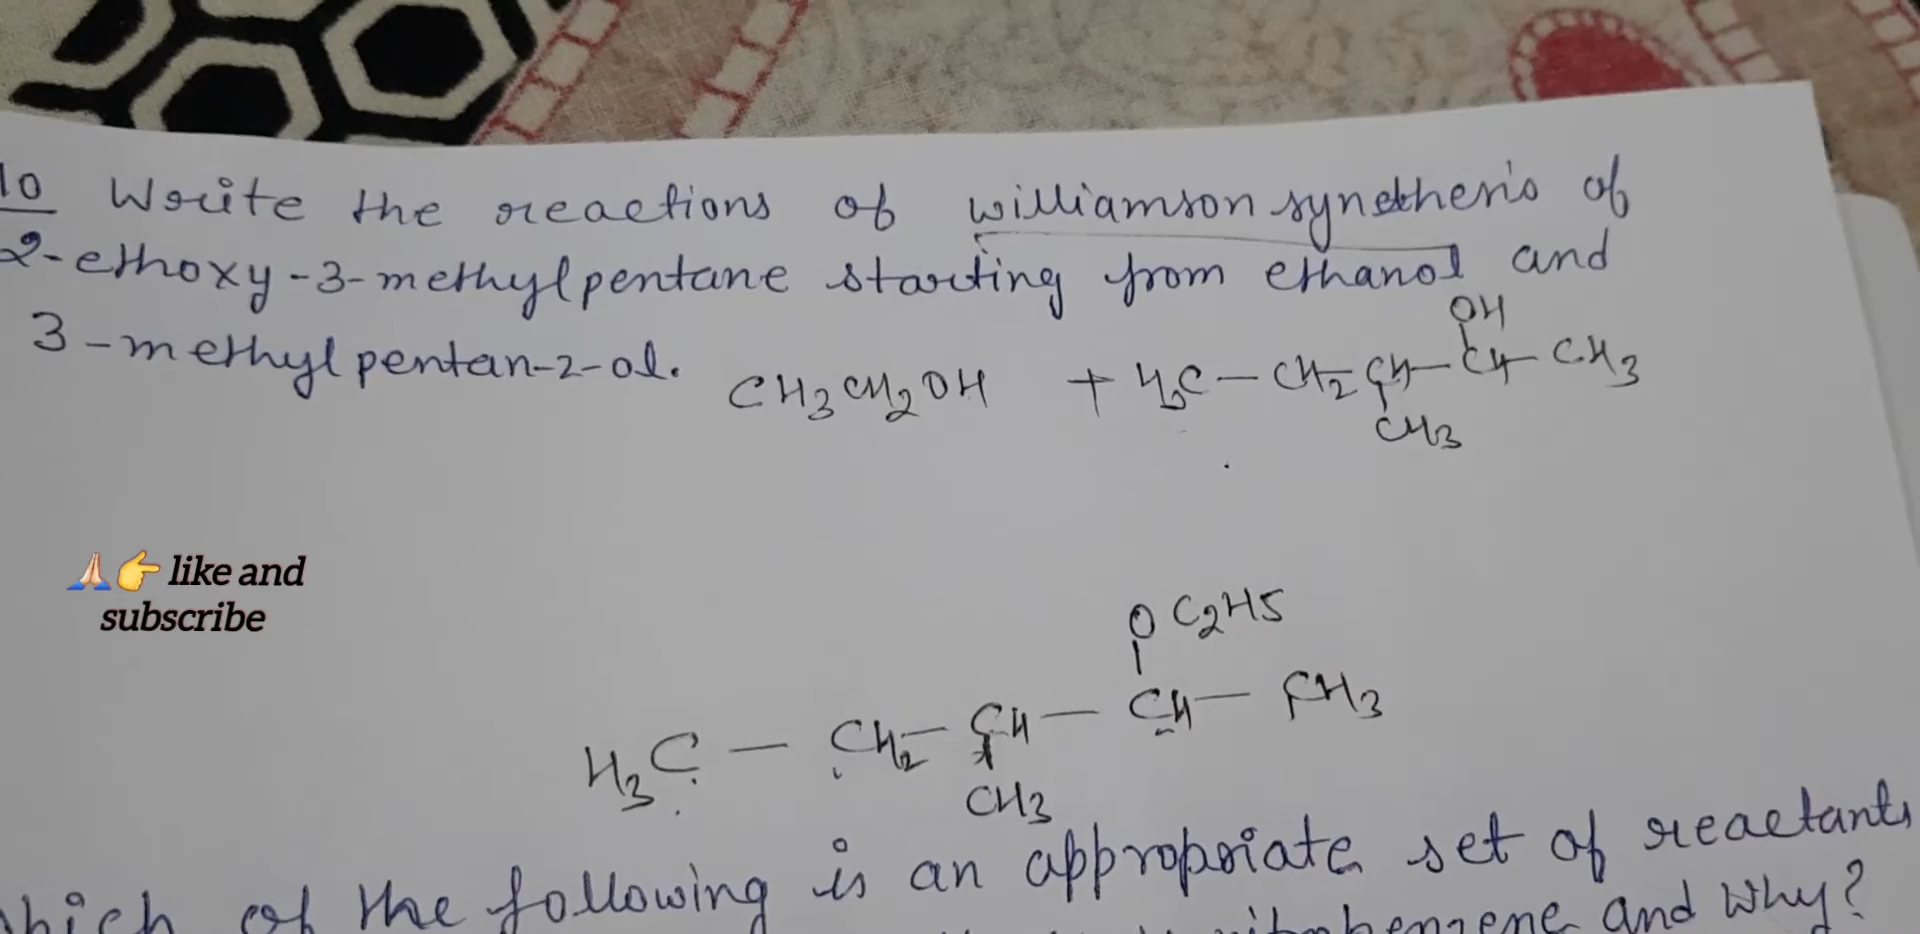 10 Write the reactions of williamson synethesis of
2-ethoxy-3-methylpentane starting from ethanol and
3-methylpentan-2-ol.
OH
CH3CH2OH + H3C-CH2-CH-CH-CH3
CH3
🙏👉 like and
subscribe
OC2H5
H3C-CH2-CH-CH-CH3
CH3
of the following is an appropriate set of reactants
and why?